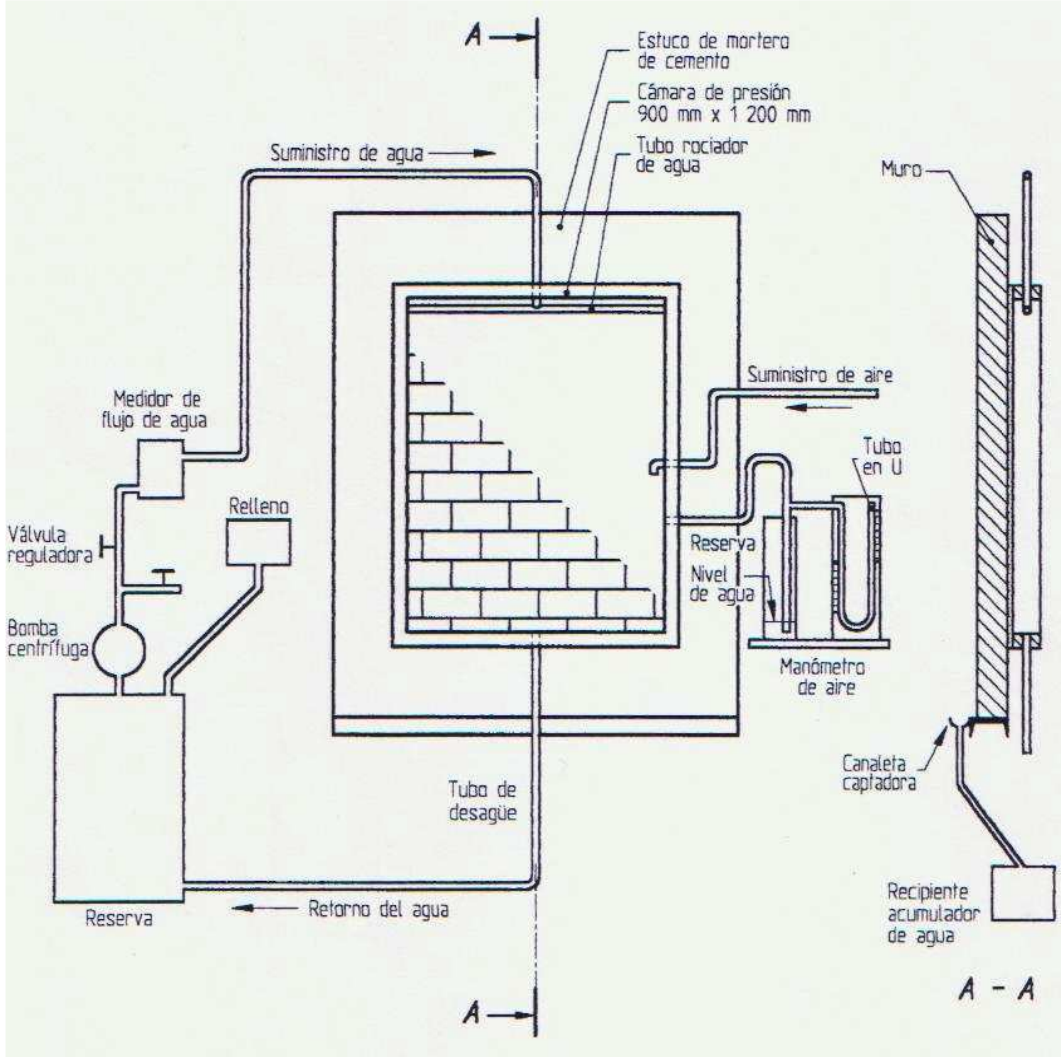 A
Estuco de mortero
de cemento
Cámara de presión
900 mm x 1 200 mm
Tubo rociador
de agua
Suministro de agua
Muro
Suministro de aire
Medidor de
flujo de agua
Tubo
en U
Relleno
Válvula
reguladora
Reserva
Nivel
de agua
Bomba
centrífuga
Manómetro
de aire
Canaleta
captadora
Tubo de
desagüe
Recipiente
acumulador
de agua
Retorno del agua
Reserva
A - A
A